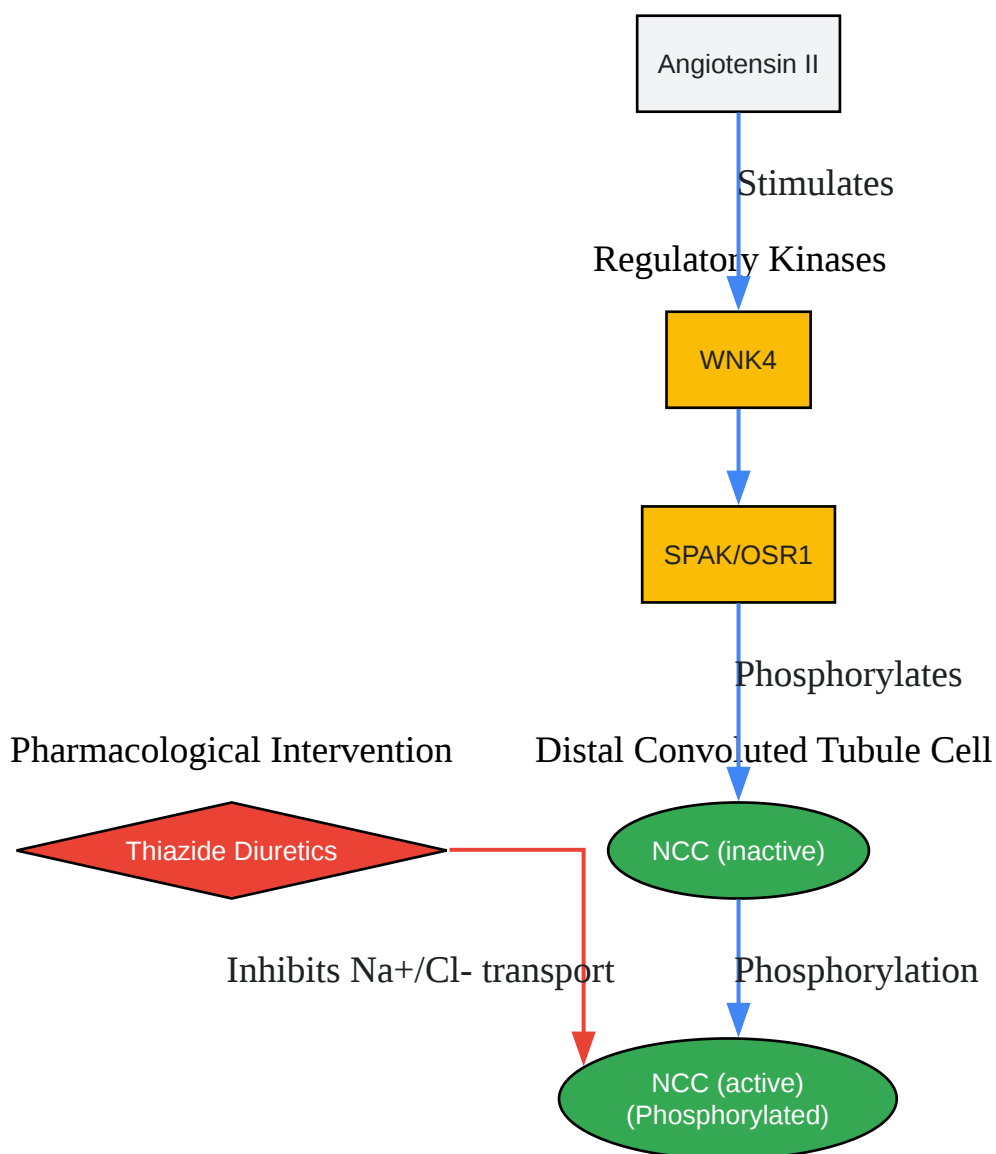 Angiotensin II
Stimulates
Regulatory Kinases
WNK4
SPAK/OSR1
Phosphorylates
Pharmacological Intervention
Distal Convoluted Tubule Cell
Thiazide Diuretics
NCC (inactive)
Inhibits Na+/Cl- transport
Phosphorylation
NCC (active)
(Phosphorylated)